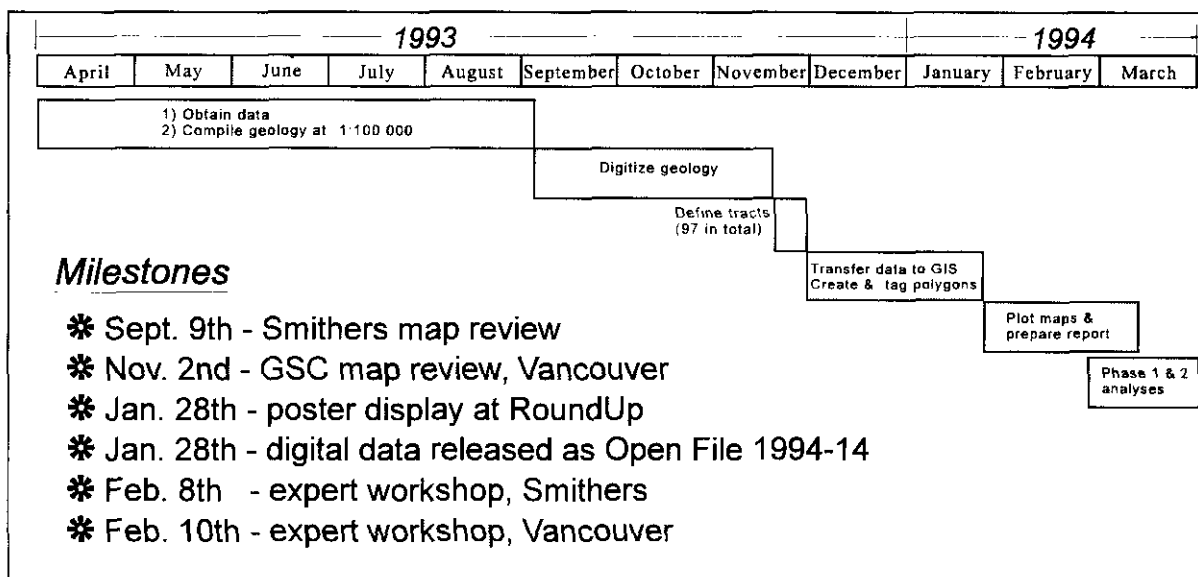 1993 1994
April May June July August September October November December January February March
1) Obtain data
2) Compile geology at 1:100 000
Digitize geology
Define tracts
(97 in total)
Transfer data to GIS
Create & tag polygons
Plot maps &
prepare report
Phase 1 & 2
analyses
Milestones
✱ Sept. 9th - Smithers map review
✱ Nov. 2nd - GSC map review, Vancouver
✱ Jan. 28th - poster display at RoundUp
✱ Jan. 28th - digital data released as Open File 1994-14
✱ Feb. 8th - expert workshop, Smithers
✱ Feb. 10th - expert workshop, Vancouver